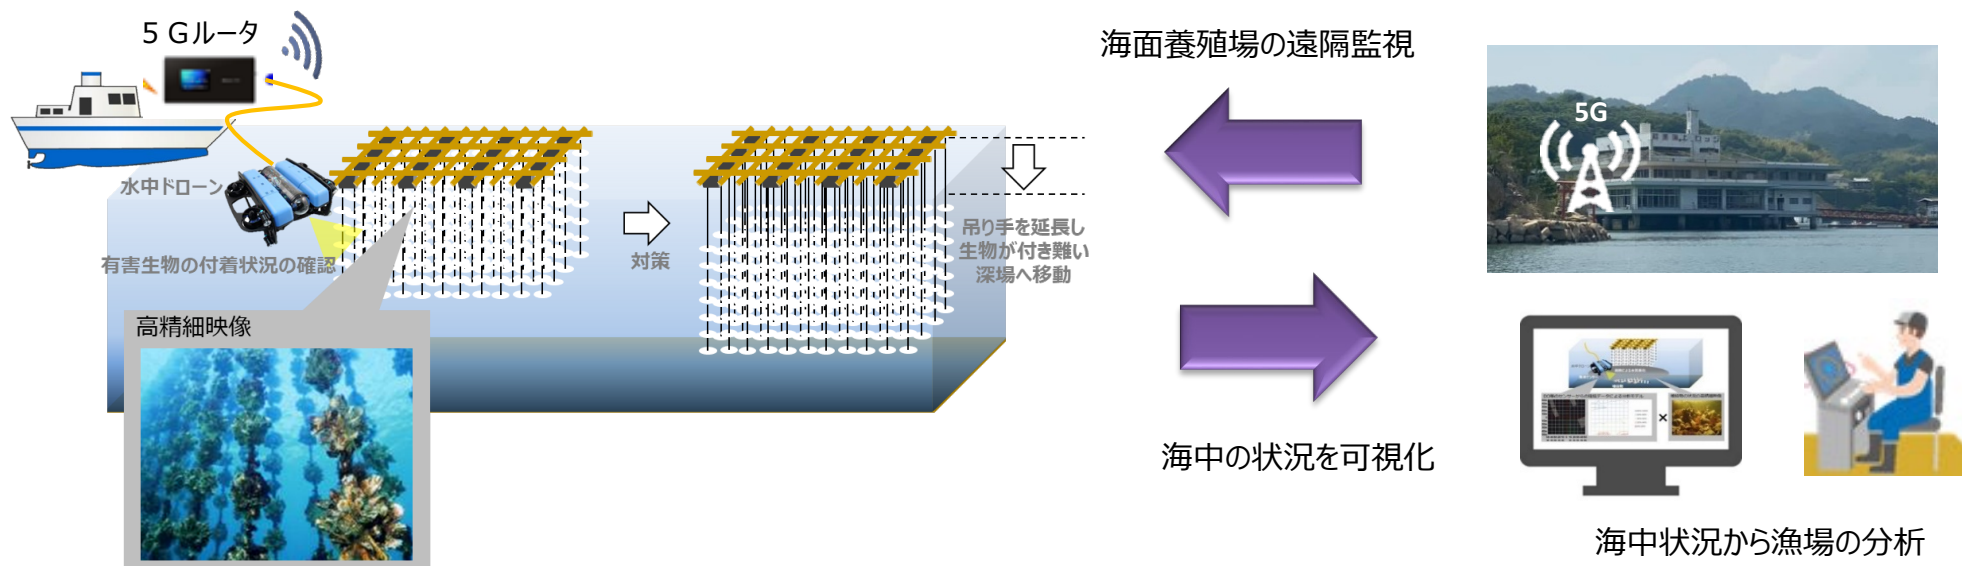 ５Ｇルータ
海面養殖場の遠隔監視
5G
水中ドローン
有害生物の付着状況の確認
対策
吊り手を延長し
生物が付き難い
深場へ移動
高精細映像
海中の状況を可視化
×
海中状況から漁場の分析